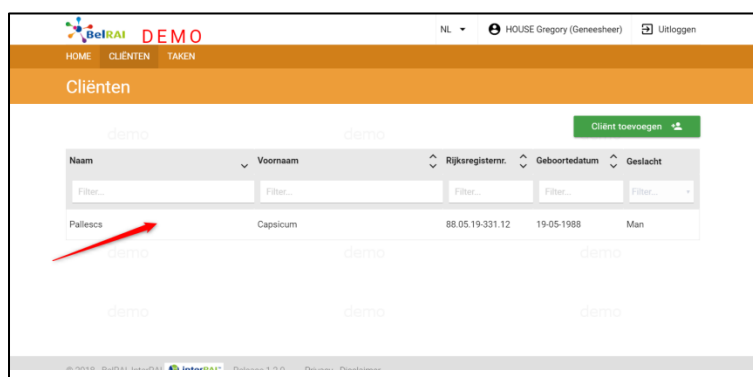 BelRAI DEMO NL HOUSE Gregory (Geneesheer) Uitloggen
HOME CLIËNTEN TAKEN
Cliënten
demo demo
Cliënt toevoegen
Naam Voornaam Rijksregisternr. Geboortedatum Geslacht
Filter... Filter... Filter... Filter... Filter...
Pallescs Capsicum 88.05.19-331.12 19-05-1988 Man
demo demo demo
demo demo demo
interRAI Release 1.2.0 Privacy Disclaimer